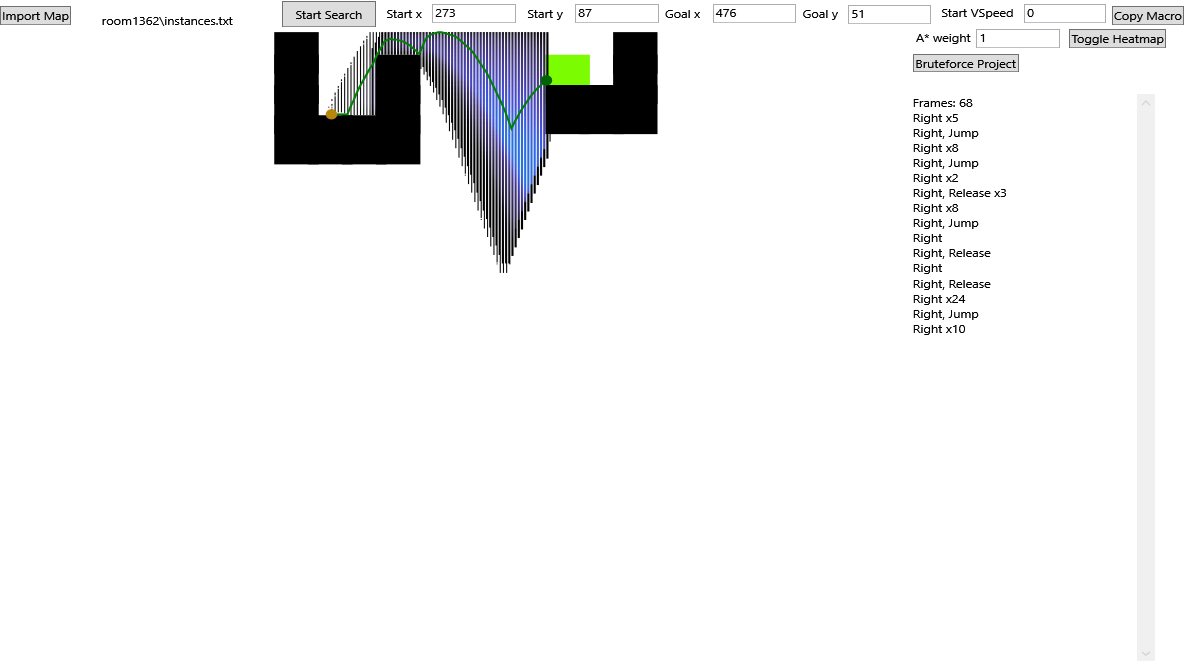 Import Map
room1362\instances.txt
Start Search
Start x 273
Start y 87
Goal x 476
Goal y 51
Start VSpeed 0
Copy Macro
A* weight 1
Toggle Heatmap
Bruteforce Project
Frames: 68
Right x5
Right, Jump
Right x8
Right, Jump
Right x2
Right, Release x3
Right x8
Right, Jump
Right
Right, Release
Right
Right, Release
Right x24
Right, Jump
Right x10